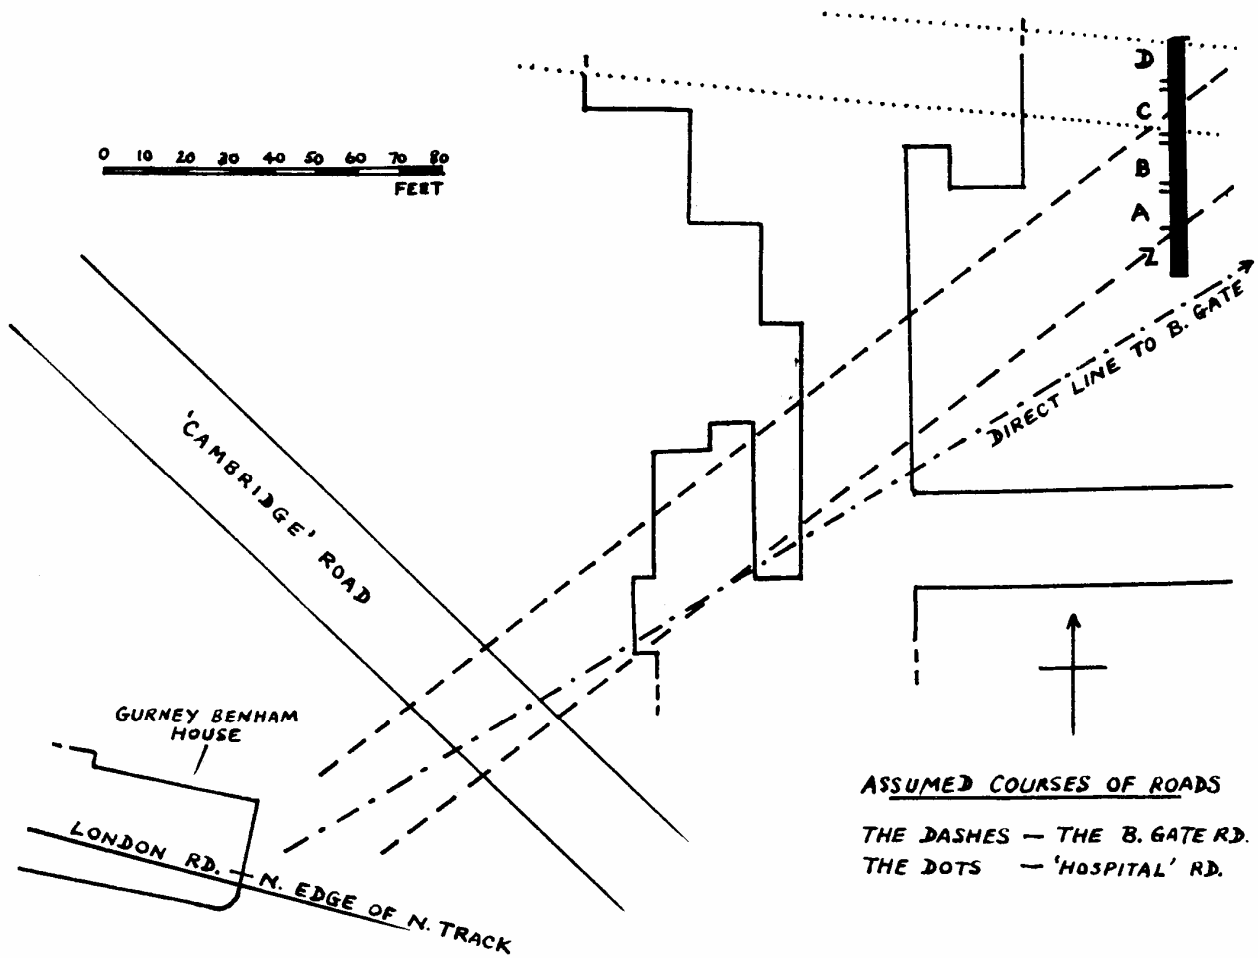 0 10 20 30 40 50 60 70 80
FEET
D
C
B
A
Z
DIRECT LINE TO B. GATE
'CAMBRIDGE' ROAD
GURNEY BENHAM
HOUSE
LONDON RD. — N. EDGE OF N. TRACK
ASSUMED COURSES OF ROADS
THE DASHES — THE B. GATE RD.
THE DOTS — 'HOSPITAL' RD.